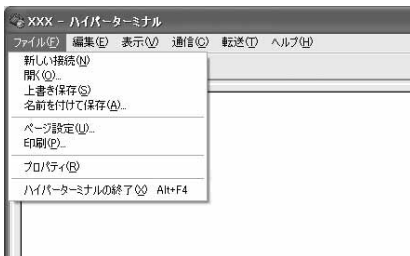 XXX - ハイパーターミナル
ファイル(F) 編集(E) 表示(V) 通信(C) 転送(T) ヘルプ(H)
新しい接続(N)
開く(O)...
上書き保存(S)
名前を付けて保存(A)...
ページ設定(U)...
印刷(P)...
プロパティ(R)
ハイパーターミナルの終了(X) Alt+F4